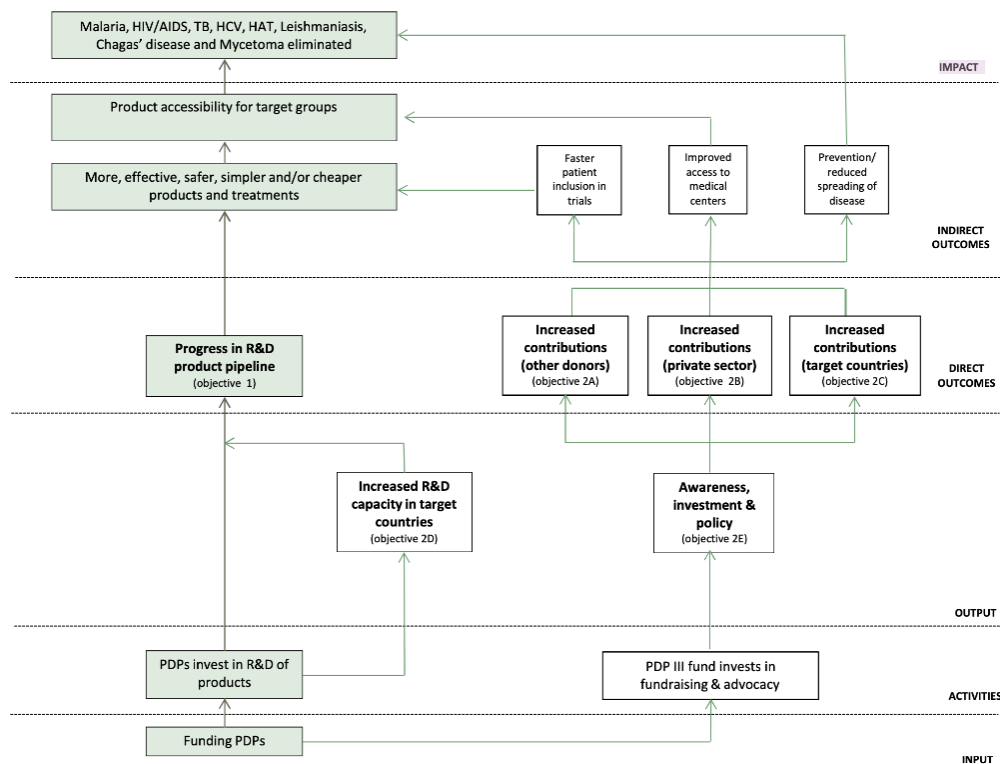 Malaria, HIV/AIDS, TB, HCV, HAT, Leishmaniasis,
Chagas’ disease and Mycetoma eliminated
IMPACT
Product accessibility for target groups
More, effective, safer, simpler and/or cheaper
products and treatments
Faster
patient
inclusion in
trials
Improved
access to
medical
centers
Prevention/
reduced
spreading of
disease
INDIRECT
OUTCOMES
Progress in R&D
product pipeline
(objective 1)
Increased
contributions
(other donors)
(objective 2A)
Increased
contributions
(private sector)
(objective 2B)
Increased
contributions
(target countries)
(objective 2C)
DIRECT
OUTCOMES
Increased R&D
capacity in target
countries
(objective 2D)
Awareness,
investment &
policy
(objective 2E)
OUTPUT
PDPs invest in R&D of
products
PDP III fund invests in
fundraising & advocacy
ACTIVITIES
Funding PDPs
INPUT